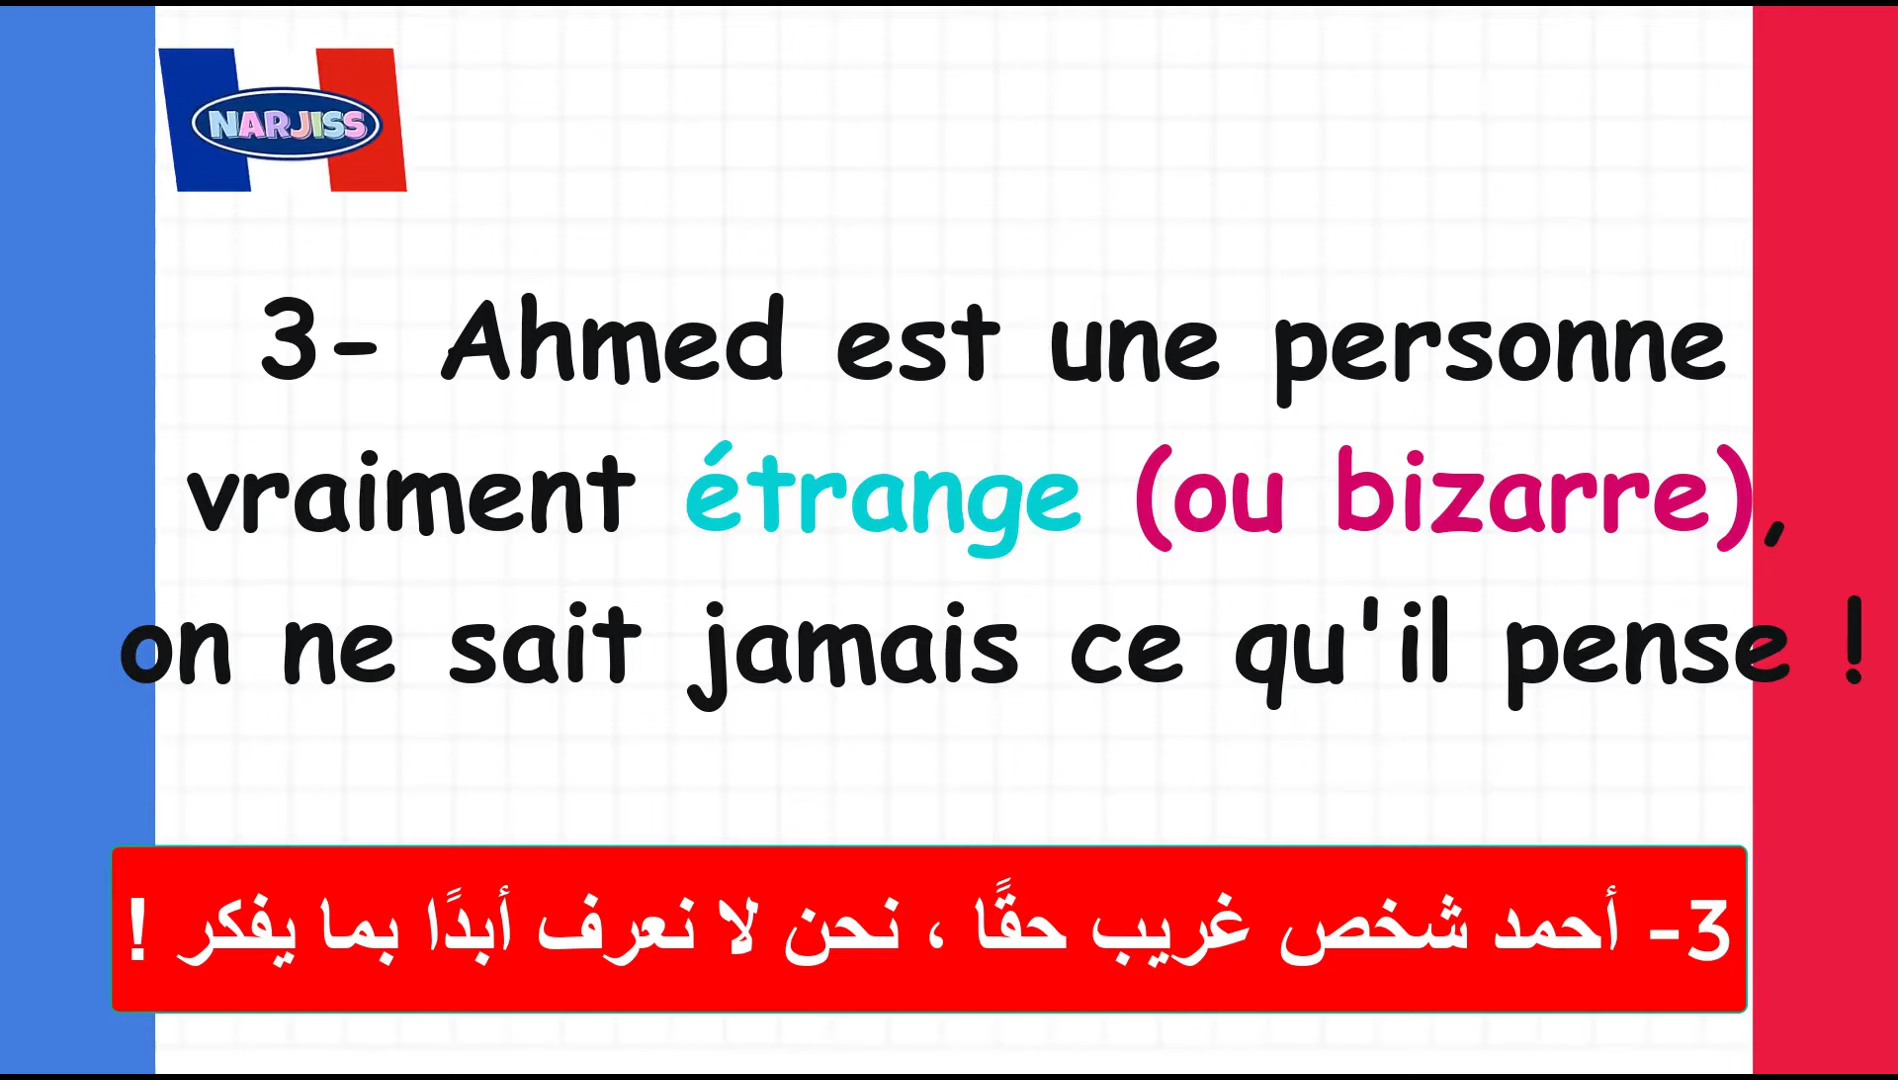 NARJISS
3- Ahmed est une personne
vraiment étrange (ou bizarre),
on ne sait jamais ce qu'il pense !
3- أحمد شخص غريب حقًا ، نحن لا نعرف أبدًا بما يفكر !